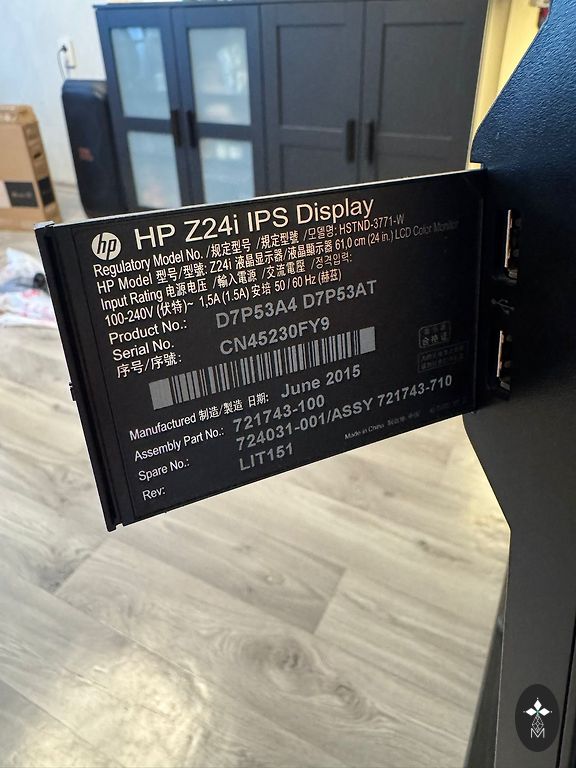 hp
HP Z24i IPS Display
Regulatory Model No. /规定型号 /規定型號 /모델명: HSTND-3771-W
HP Model 型号/型號: Z24i 液晶显示器/液晶顯示器 61,0 cm (24 in.) LCD Color Monitor
Input Rating 电源电压 /輸入電源 /交流電壓 /정격입력:
100-240V (伏特)~ 1,5A (1.5A) 安培 50 / 60 Hz (赫茲)
Product No.: D7P53A4 D7P53AT
Serial No. CN45230FY9
序号/序號:
合格证
Manufactured 制造/製造 日期: June 2015
Assembly Part No.: 721743-100
Spare No.: 724031-001/ASSY 721743-710
Rev: LIT151
Made in China
M